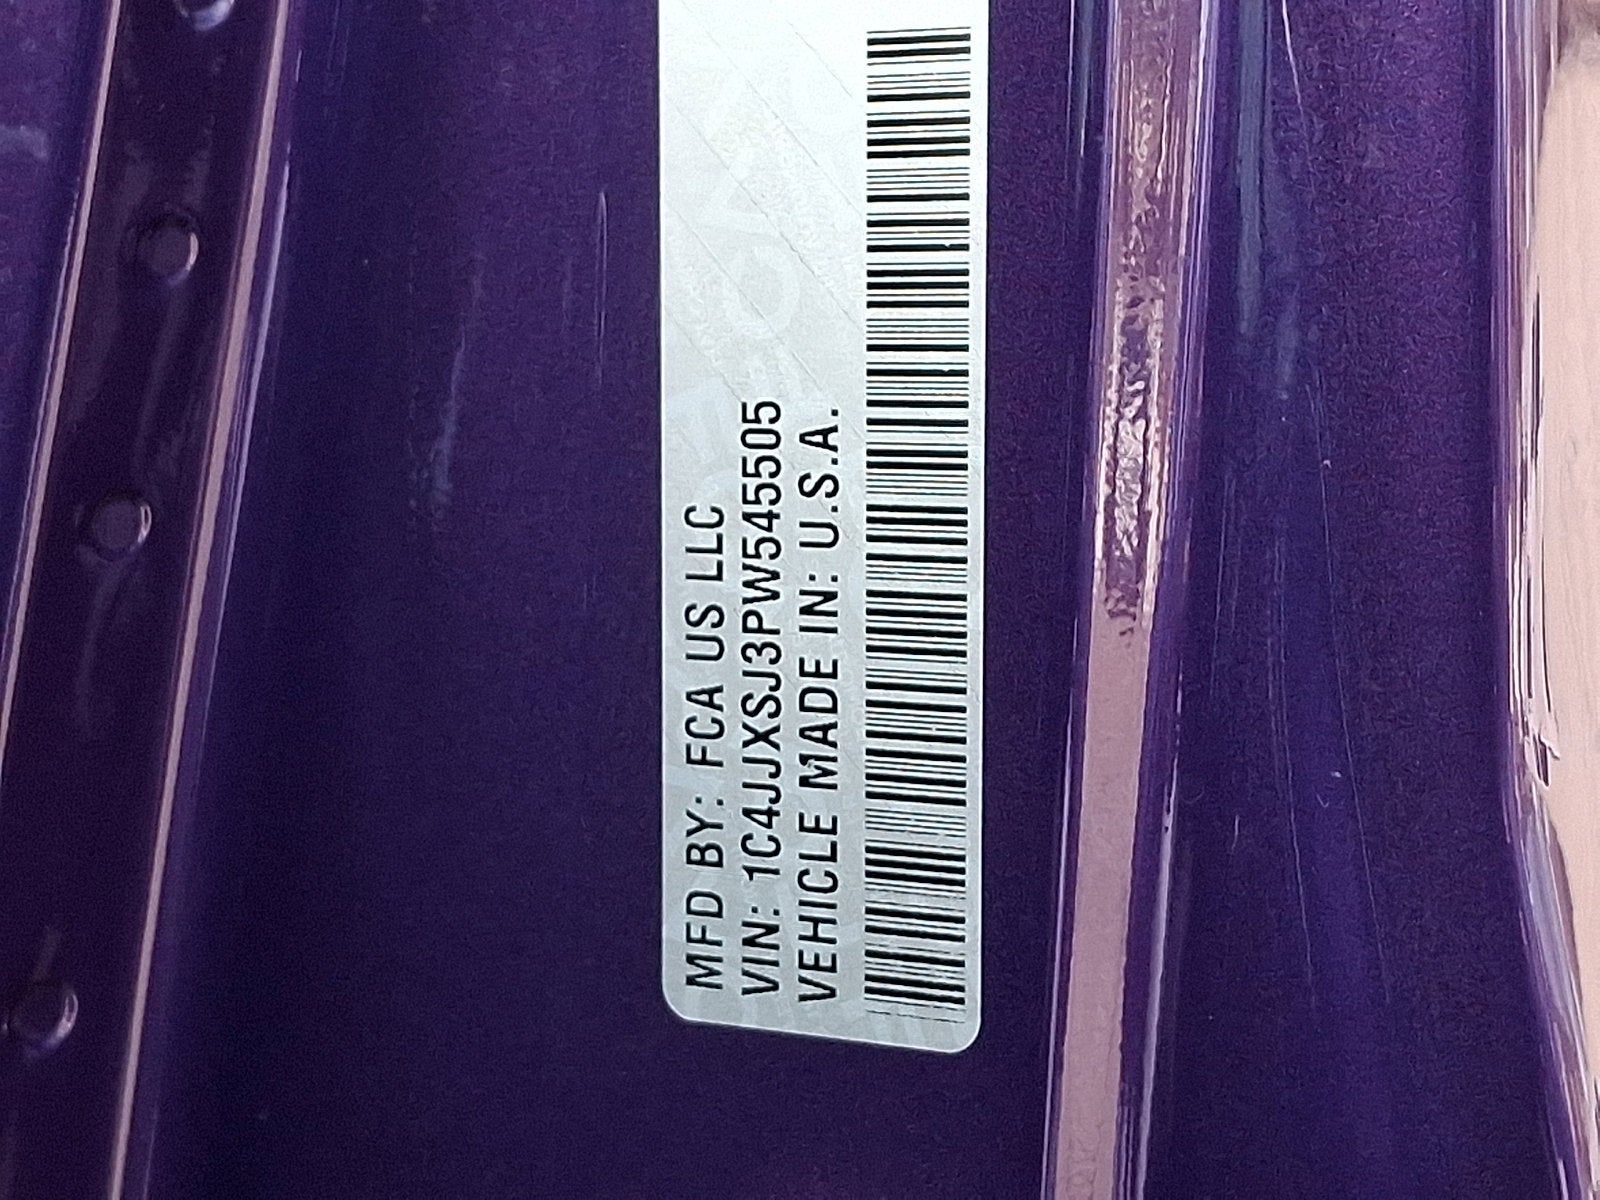 MFD BY: FCA US LLC
VIN: 1C4JJXSJ3PW545505
VEHICLE MADE IN: U.S.A.